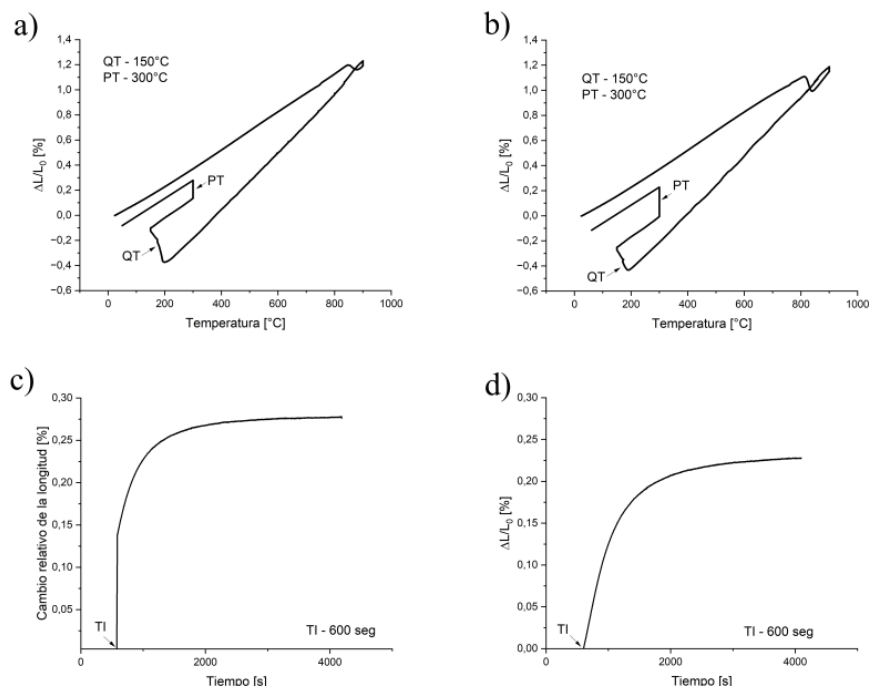 a)
QT - 150°C
PT - 300°C
1,4
1,2
1,0
0,8
0,6
0,4
0,2
0,0
-0,2
-0,4
-0,6
ΔL/L0 [%]
PT
QT
0 200 400 600 800 1000
Temperatura [°C]
b)
QT - 150°C
PT - 300°C
1,4
1,2
1,0
0,8
0,6
0,4
0,2
0,0
-0,2
-0,4
-0,6
ΔL/L0 [%]
PT
QT
0 200 400 600 800 1000
Temperatura [°C]
c)
0,30
0,25
0,20
0,15
0,10
0,05
Cambio relativo de la longitud [%]
TI
TI - 600 seg
0 2000 4000
Tiempo [s]
d)
0,30
0,25
0,20
0,15
0,10
0,05
0,00
ΔL/L0 [%]
TI
TI - 600 seg
0 2000 4000
Tiempo [s]